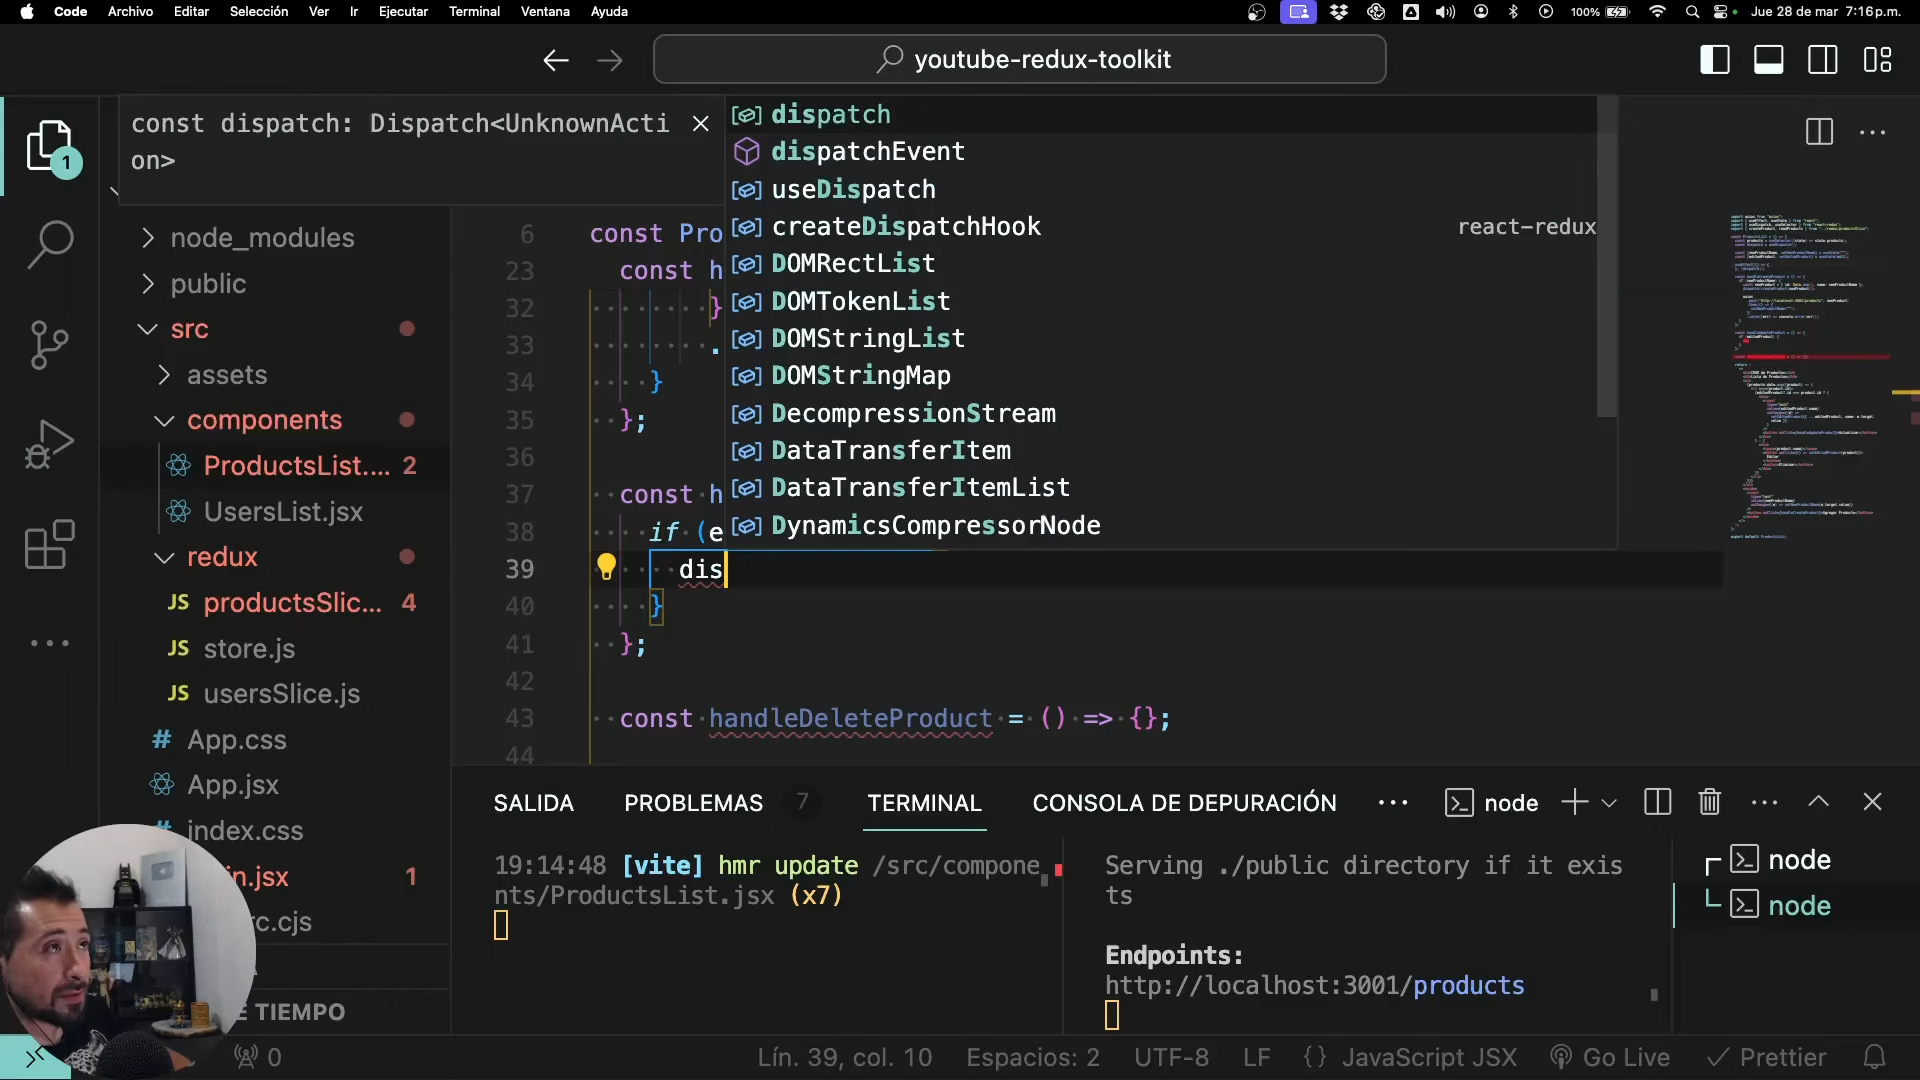 Code Archivo Editar Selección Ver Ir Ejecutar Terminal Ventana Ayuda 100% Jue 28 de mar 7:16 p.m.
youtube-redux-toolkit
const dispatch: Dispatch<UnknownActi
on>
dispatch
dispatchEvent
useDispatch
createDispatchHook react-redux
DOMRectList
DOMTokenList
DOMStringList
DOMStringMap
DecompressionStream
DataTransferItem
DataTransferItemList
DynamicsCompressorNode
1
node_modules
public
src
assets
components
ProductsList.... 2
UsersList.jsx
redux
JS productsSlic... 4
JS store.js
JS usersSlice.js
# App.css
App.jsx
index.css
in.jsx 1
rc.cjs
E TIEMPO
6 const Pro
23 const h
32 }
33 .
34 }
35 };
36
37 const h
38 if (e
39 dis
40 }
41 };
42
43 const handleDeleteProduct = () => {};
44
SALIDA PROBLEMAS 7 TERMINAL CONSOLA DE DEPURACIÓN node
19:14:48 [vite] hmr update /src/compone
nts/ProductsList.jsx (x7)
Serving ./public directory if it exis
ts
Endpoints:
http://localhost:3001/products
node
node
0 Lín. 39, col. 10 Espacios: 2 UTF-8 LF {} JavaScript JSX Go Live Prettier